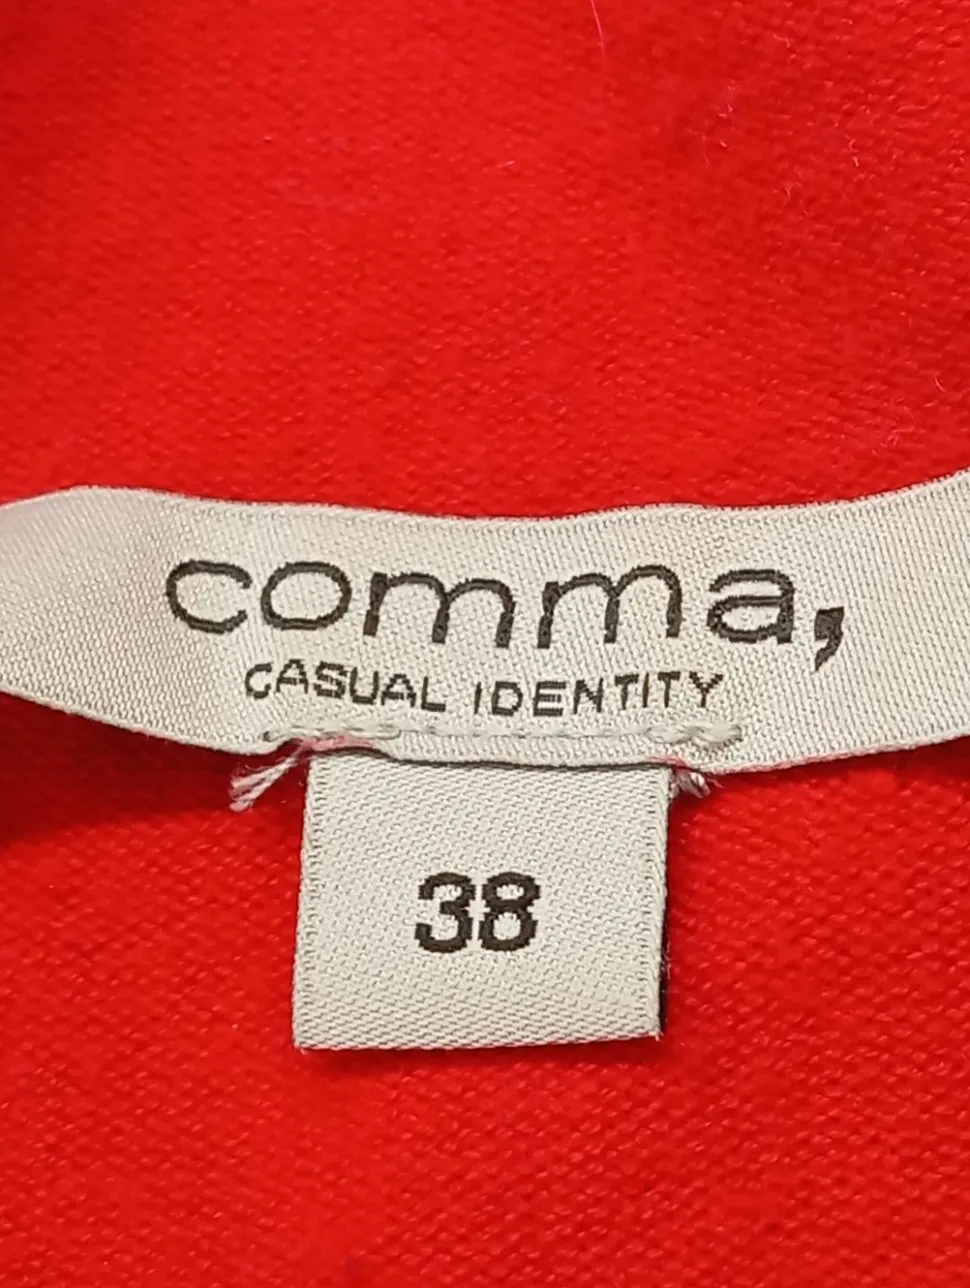 comma,
CASUAL IDENTITY
38